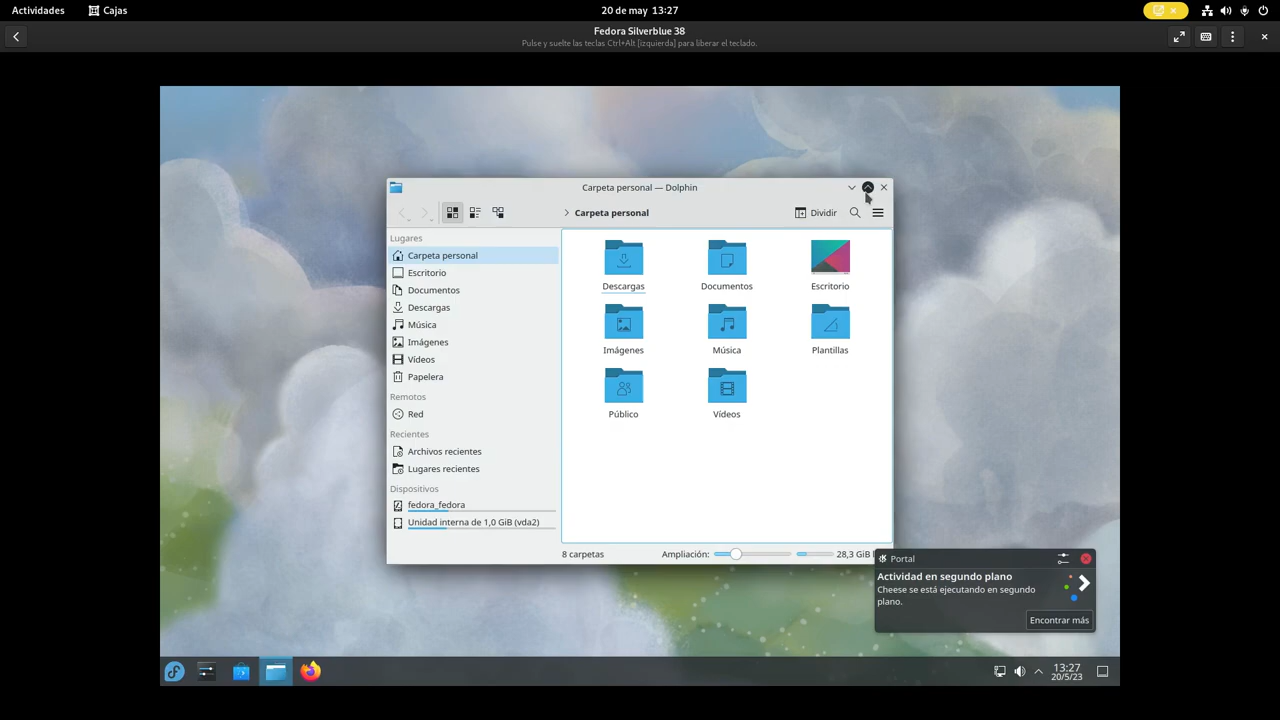 Actividades
Cajas
20 de may 13:27
Fedora Silverblue 38
Pulse y suelte las teclas Ctrl+Alt [izquierda] para liberar el teclado.
Carpeta personal — Dolphin
Carpeta personal
Dividir
Lugares
Carpeta personal
Escritorio
Documentos
Descargas
Música
Imágenes
Vídeos
Papelera
Remotos
Red
Recientes
Archivos recientes
Lugares recientes
Dispositivos
fedora_fedora
Unidad interna de 1,0 GiB (vda2)
Descargas
Documentos
Escritorio
Imágenes
Música
Plantillas
Público
Vídeos
8 carpetas
Ampliación:
28,3 GiB
Portal
Actividad en segundo plano
Cheese se está ejecutando en segundo
plano.
Encontrar más
13:27
20/5/23